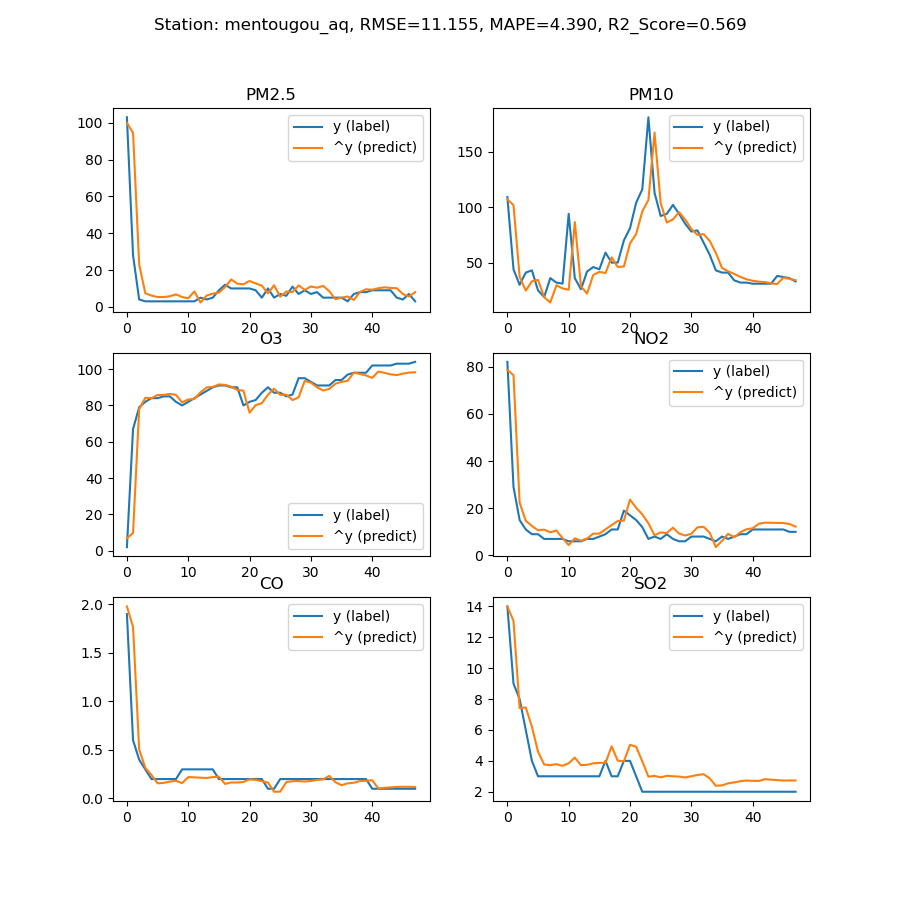 Station: mentougou_aq, RMSE=11.155, MAPE=4.390, R2_Score=0.569
PM2.5
100
80
60
40
20
0
0 10 20 30 40
y (label)
^y (predict)
PM10
150
100
50
0 10 20 30 40
y (label)
^y (predict)
O3
100
80
60
40
20
0
0 10 20 30 40
y (label)
^y (predict)
NO2
80
60
40
20
0
0 10 20 30 40
y (label)
^y (predict)
CO
2.0
1.5
1.0
0.5
0.0
0 10 20 30 40
y (label)
^y (predict)
SO2
14
12
10
8
6
4
2
0 10 20 30 40
y (label)
^y (predict)